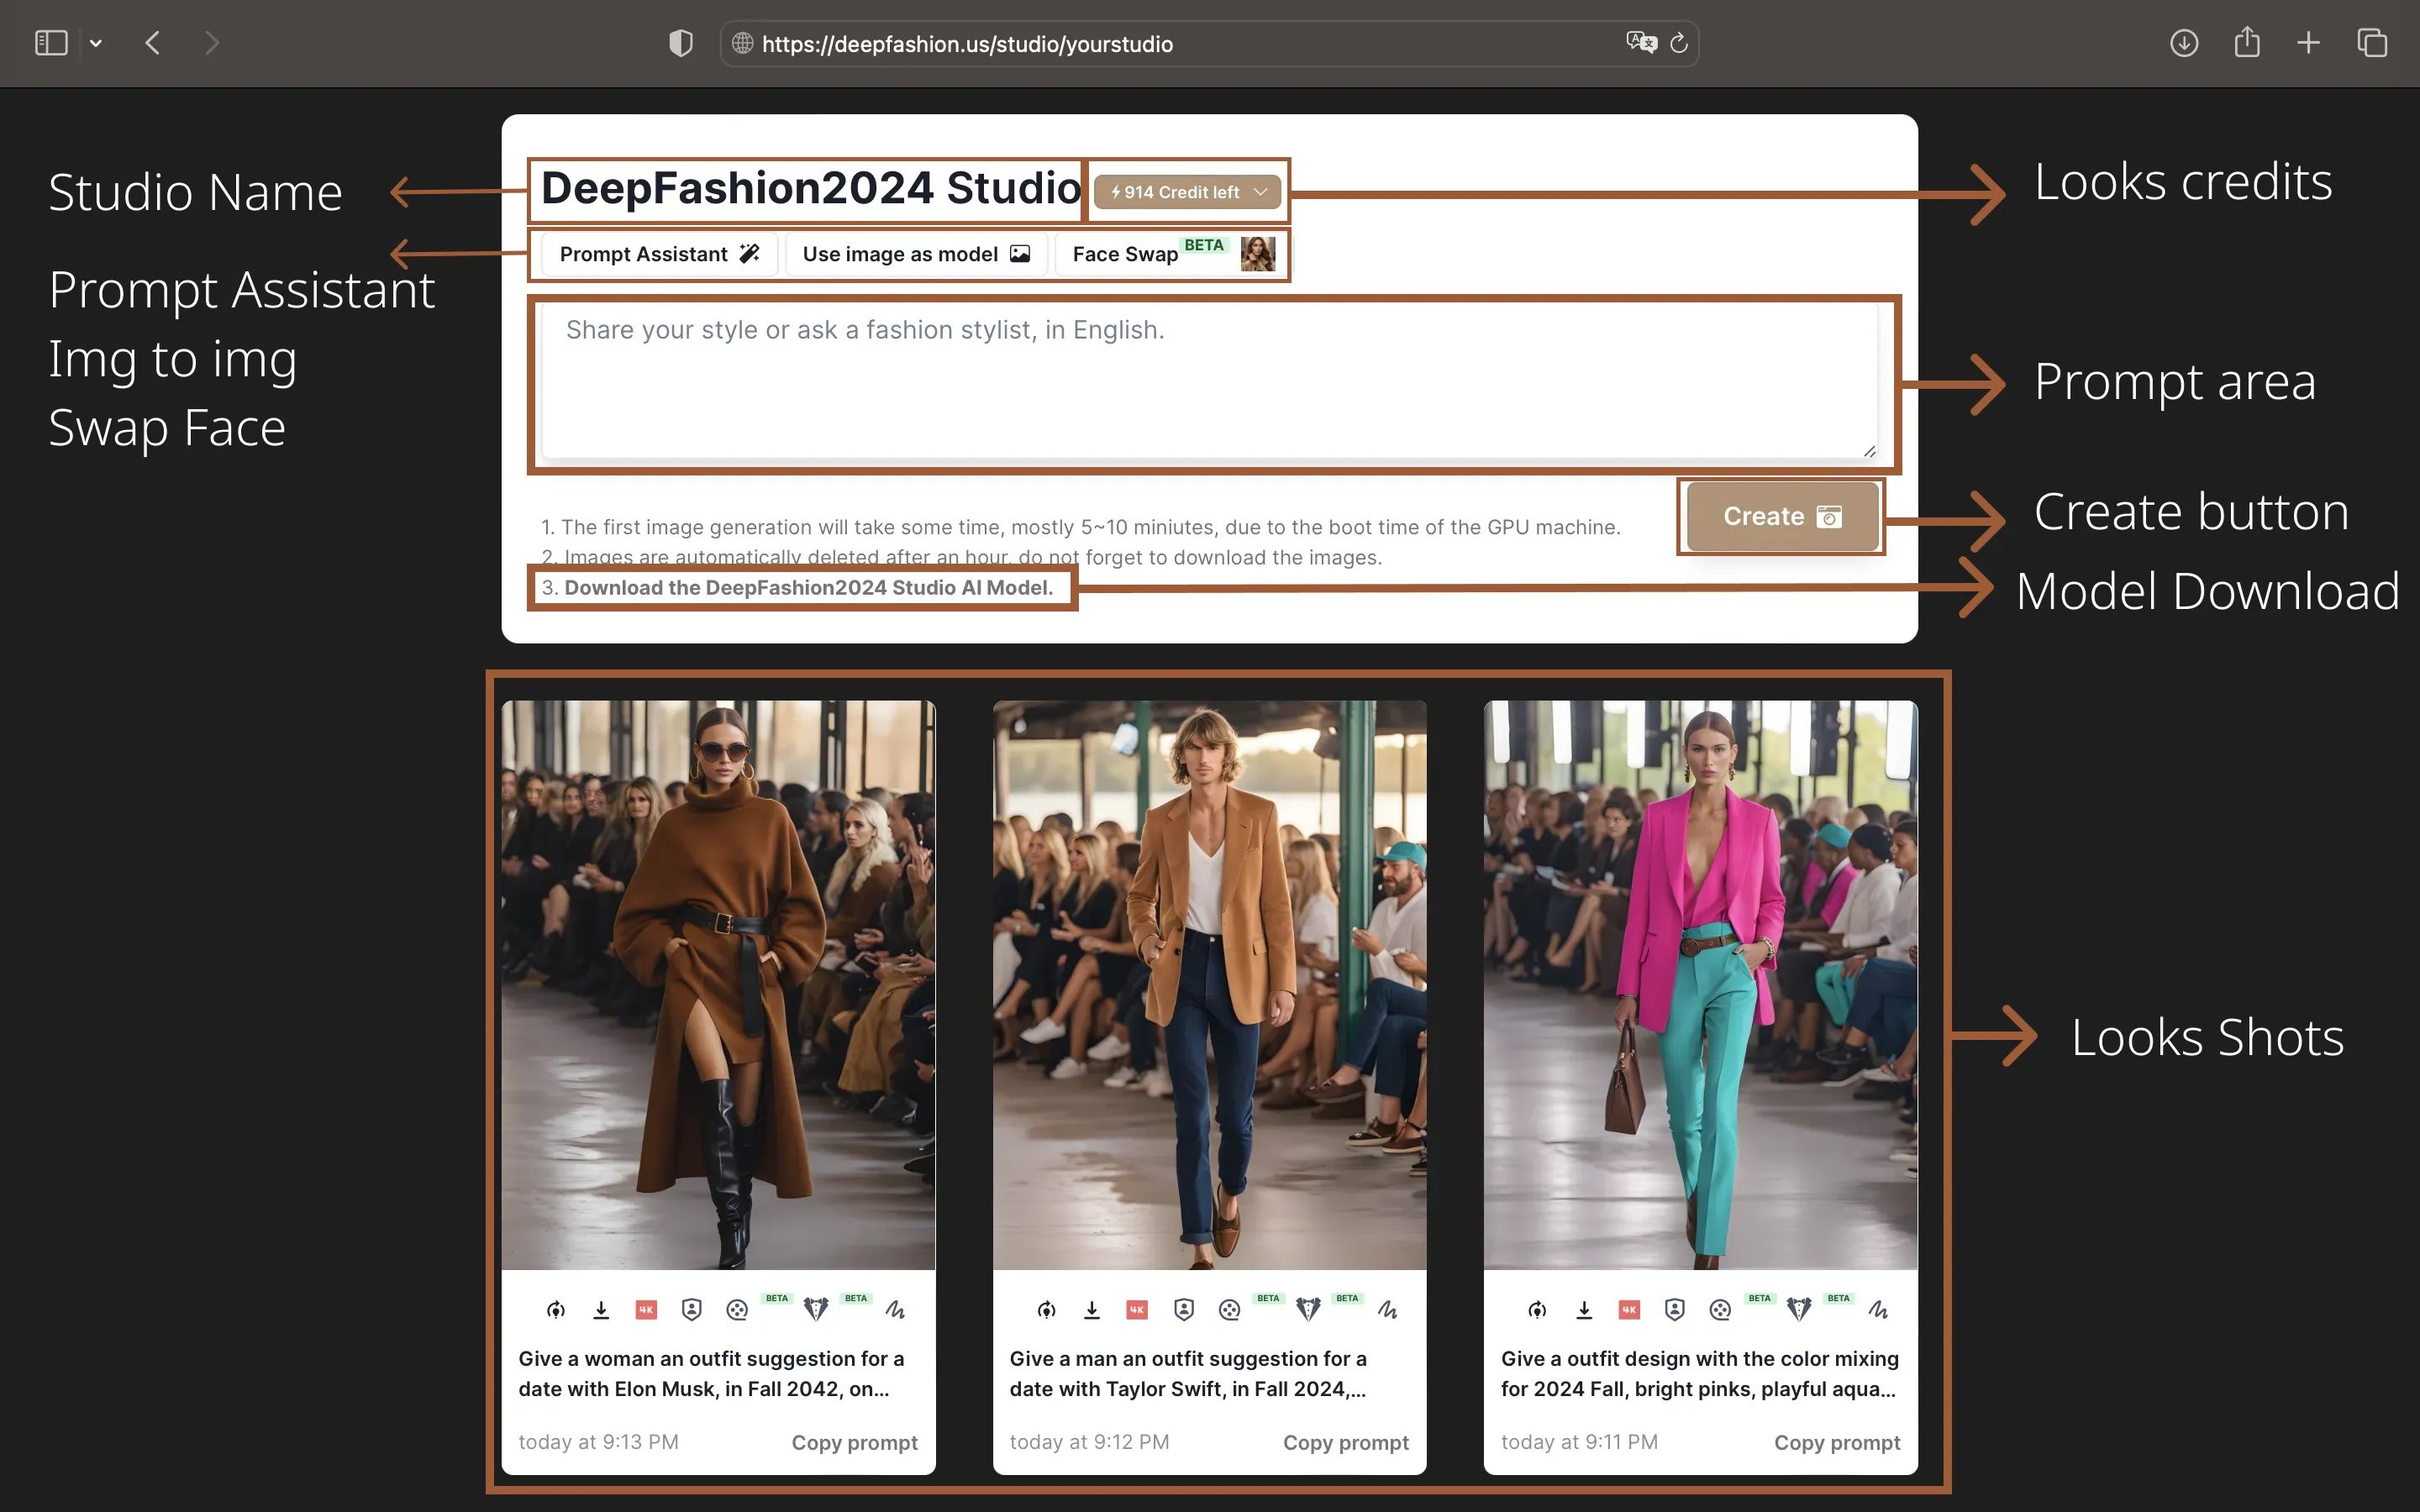 https://deepfashion.us/studio/yourstudio
Studio Name
DeepFashion2024 Studio
914 Credit left
Looks credits
Prompt Assistant
Img to img
Swap Face
Prompt Assistant
Use image as model
Face Swap BETA
Share your style or ask a fashion stylist, in English.
Prompt area
Create
Create button
1. The first image generation will take some time, mostly 5~10 miniutes, due to the boot time of the GPU machine.
2. Images are automatically deleted after an hour, do not forget to download the images.
3. Download the DeepFashion2024 Studio AI Model.
Model Download
Looks Shots
4K
BETA
BETA
Give a woman an outfit suggestion for a
date with Elon Musk, in Fall 2042, on...
today at 9:13 PM
Copy prompt
4K
BETA
BETA
Give a man an outfit suggestion for a
date with Taylor Swift, in Fall 2024,...
today at 9:12 PM
Copy prompt
4K
BETA
BETA
Give a outfit design with the color mixing
for 2024 Fall, bright pinks, playful aqua...
today at 9:11 PM
Copy prompt